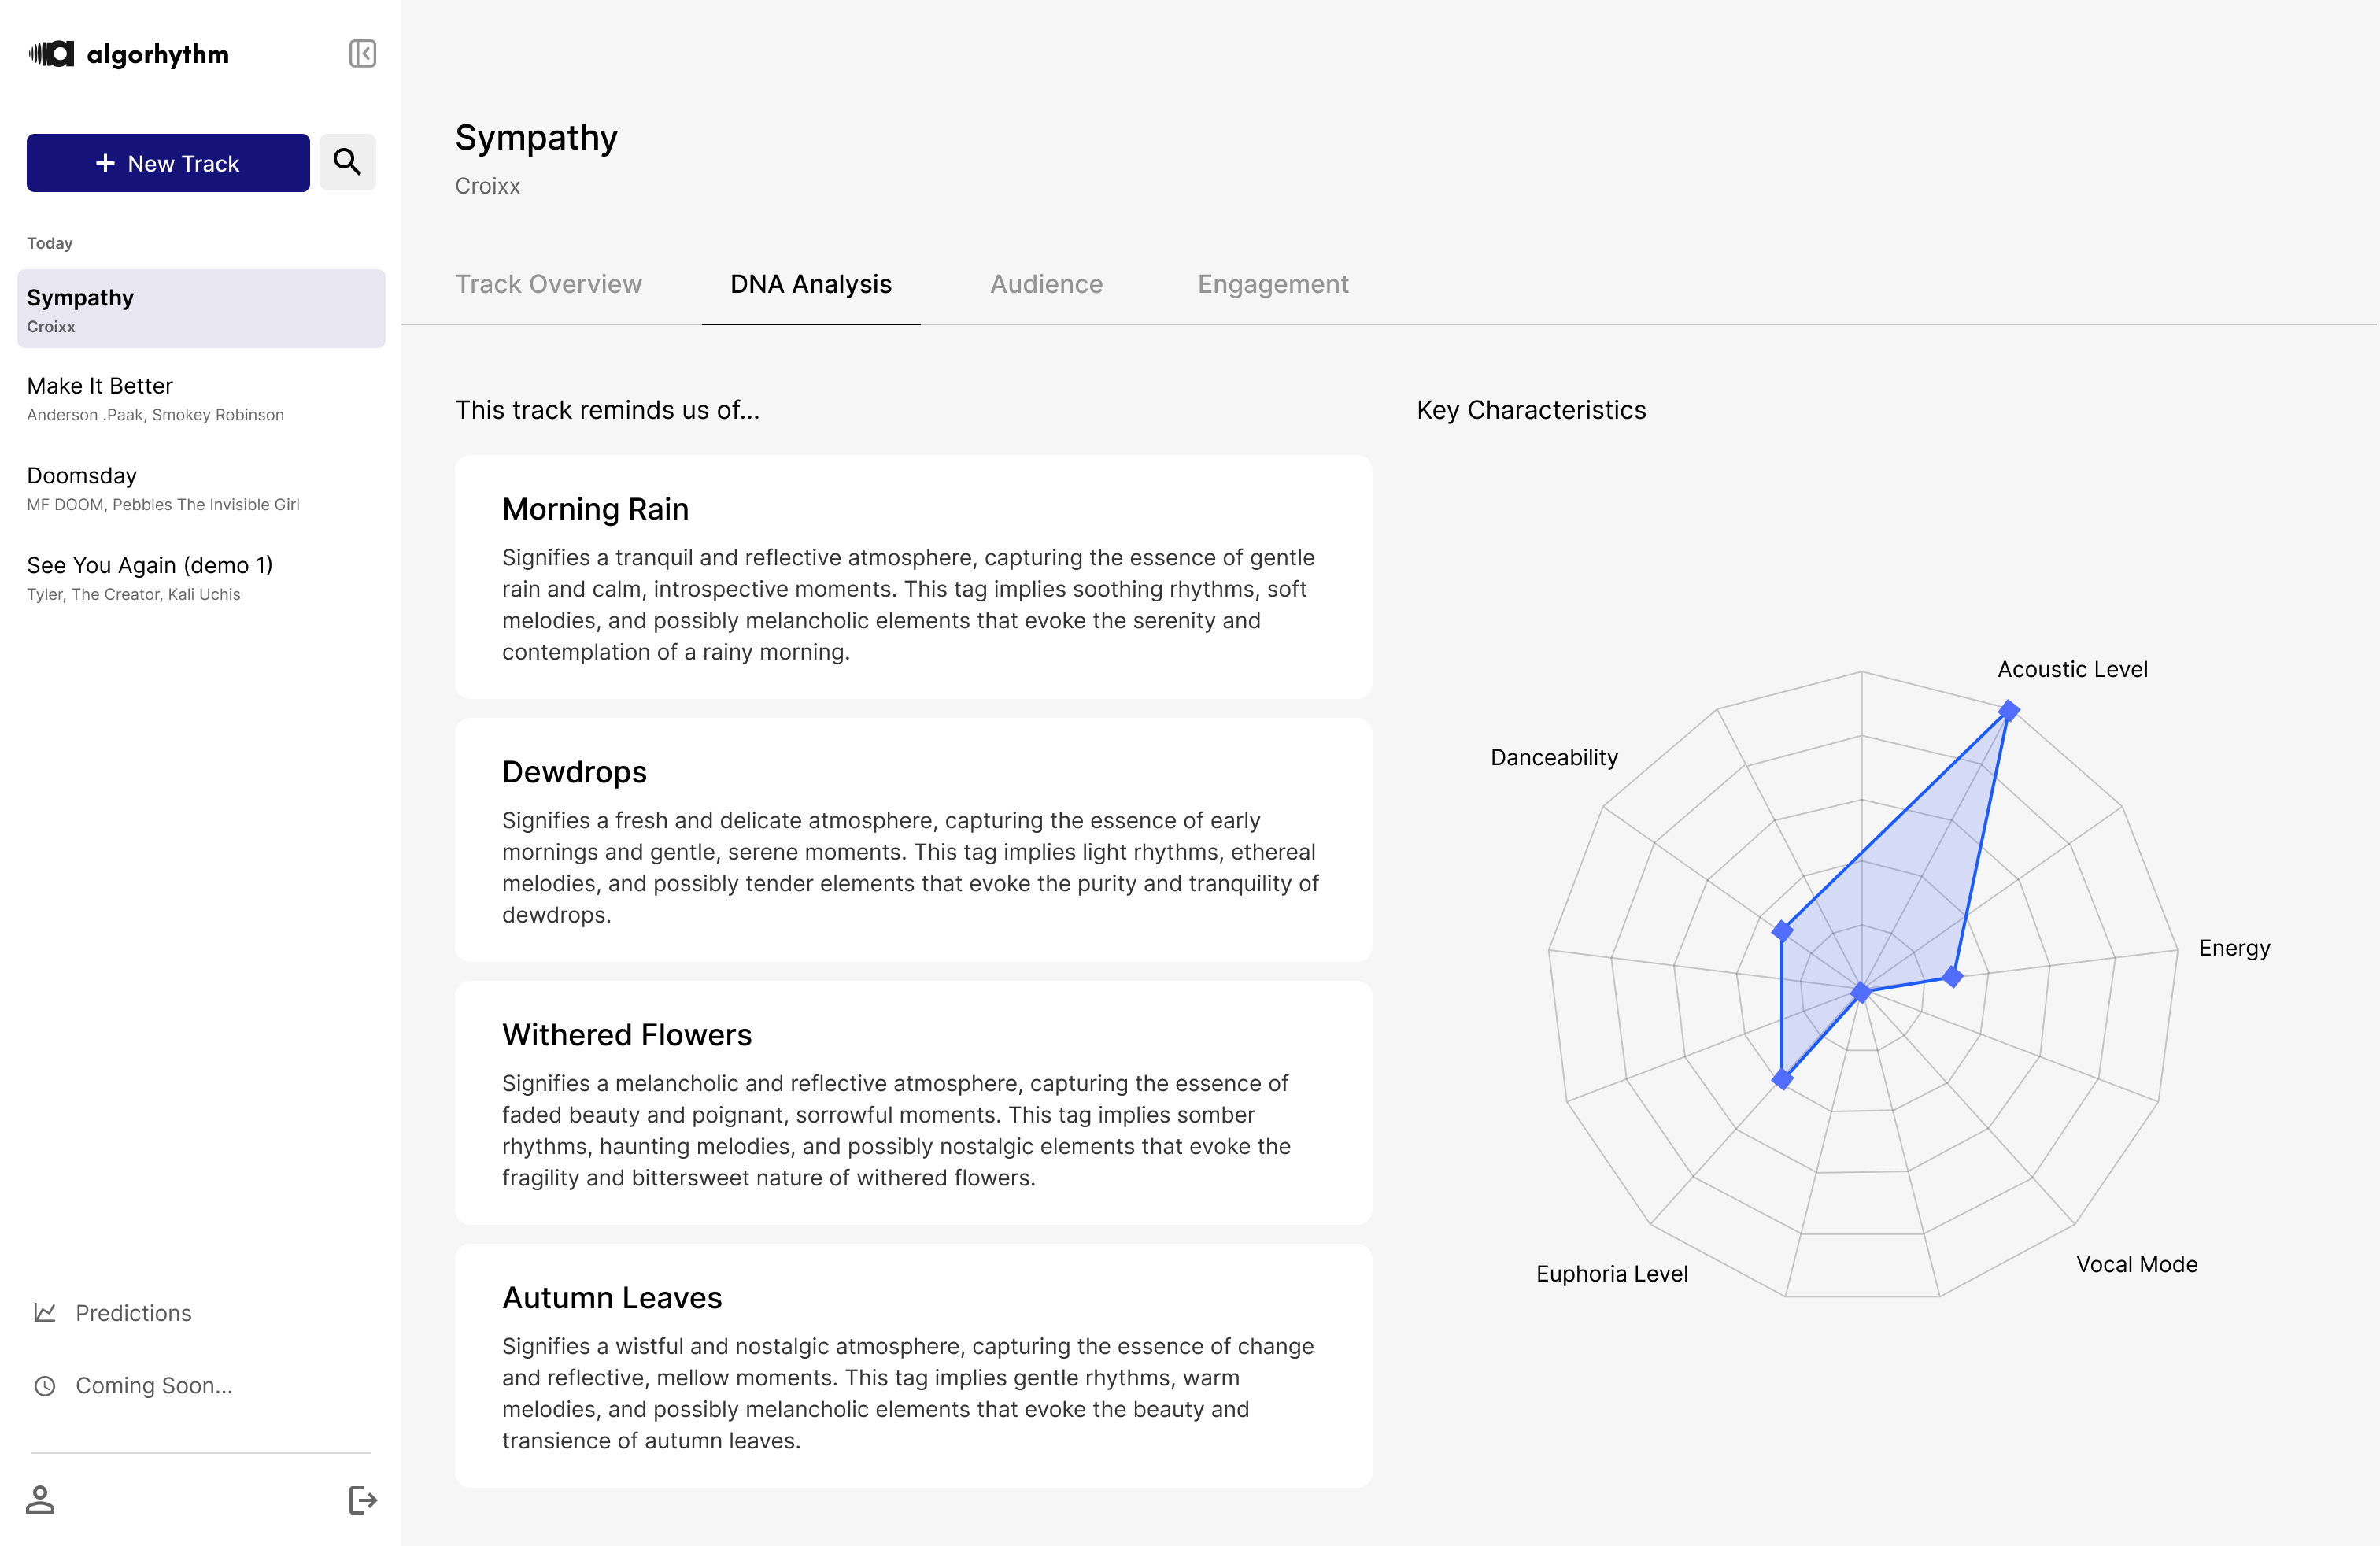 algorhythm
New Track
Today
Sympathy
Croixx
Make It Better
Anderson .Paak, Smokey Robinson
Doomsday
MF DOOM, Pebbles The Invisible Girl
See You Again (demo 1)
Tyler, The Creator, Kali Uchis
Predictions
Coming Soon...
Sympathy
Croixx
Track Overview
DNA Analysis
Audience
Engagement
This track reminds us of...
Morning Rain
Signifies a tranquil and reflective atmosphere, capturing the essence of gentle
rain and calm, introspective moments. This tag implies soothing rhythms, soft
melodies, and possibly melancholic elements that evoke the serenity and
contemplation of a rainy morning.
Dewdrops
Signifies a fresh and delicate atmosphere, capturing the essence of early
mornings and gentle, serene moments. This tag implies light rhythms, ethereal
melodies, and possibly tender elements that evoke the purity and tranquility of
dewdrops.
Withered Flowers
Signifies a melancholic and reflective atmosphere, capturing the essence of
faded beauty and poignant, sorrowful moments. This tag implies somber
rhythms, haunting melodies, and possibly nostalgic elements that evoke the
fragility and bittersweet nature of withered flowers.
Autumn Leaves
Signifies a wistful and nostalgic atmosphere, capturing the essence of change
and reflective, mellow moments. This tag implies gentle rhythms, warm
melodies, and possibly melancholic elements that evoke the beauty and
transience of autumn leaves.
Key Characteristics
Acoustic Level
Danceability
Energy
Vocal Mode
Euphoria Level